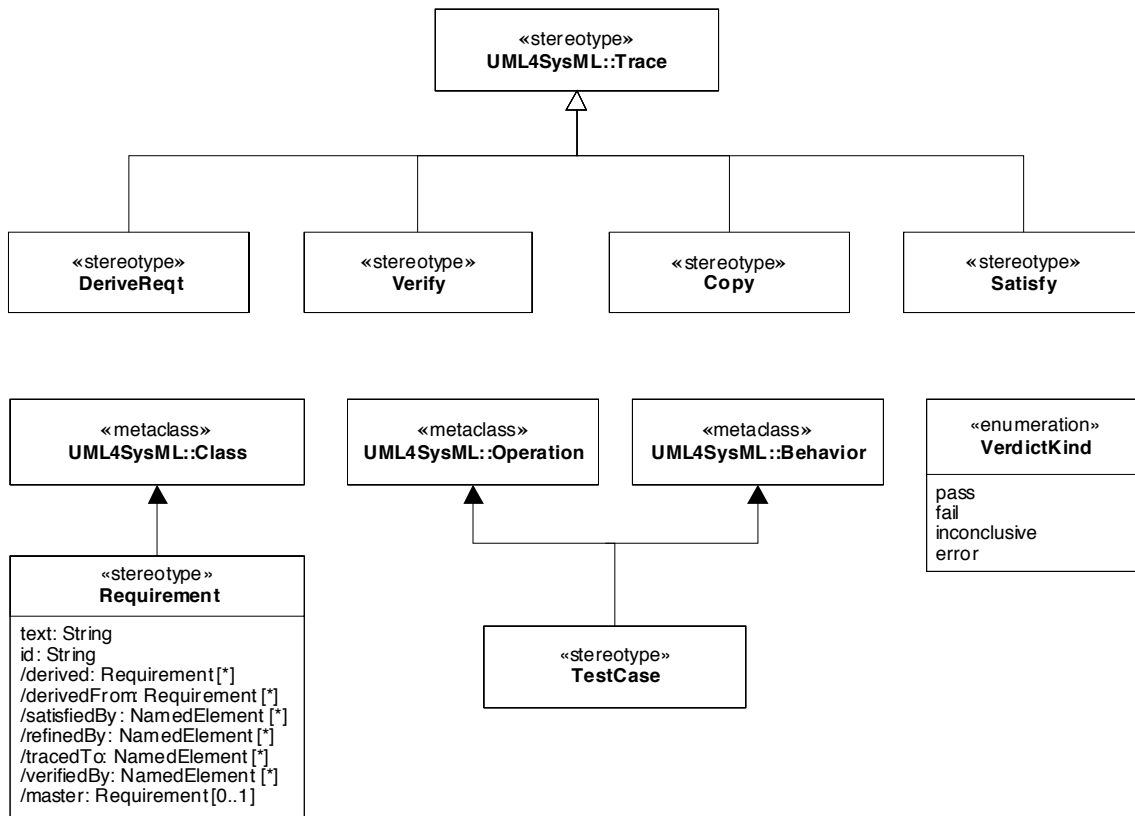 «stereotype»
UML4SysML::Trace
«stereotype»
DeriveReqt
«stereotype»
Verify
«stereotype»
Copy
«stereotype»
Satisfy
«metaclass»
UML4SysML::Class
«metaclass»
UML4SysML::Operation
«metaclass»
UML4SysML::Behavior
«enumeration»
VerdictKind
pass
fail
inconclusive
error
«stereotype»
Requirement
text: String
id: String
/derived: Requirement[*]
/derivedFrom: Requirement[*]
/satisfiedBy: NamedElement[*]
/refinedBy: NamedElement[*]
/tracedTo: NamedElement[*]
/verifiedBy: NamedElement[*]
/master: Requirement[0..1]
«stereotype»
TestCase